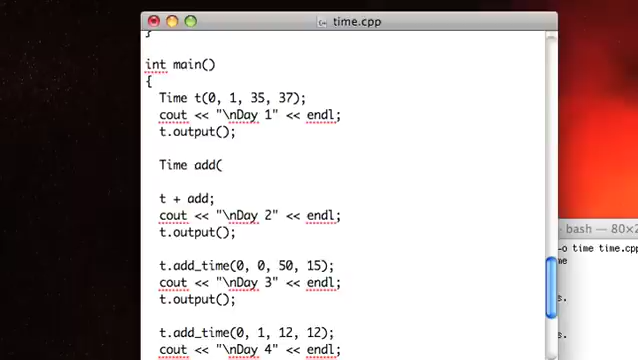 time.cpp
}
int main()
{
Time t(0, 1, 35, 37);
cout << "\nDay 1" << endl;
t.output();
Time add(
t + add;
cout << "\nDay 2" << endl;
t.output();
t.add_time(0, 0, 50, 15);
cout << "\nDay 3" << endl;
t.output();
t.add_time(0, 1, 12, 12);
cout << "\nDay 4" << endl;
bash — 80×2
-o time time.cpp
me
s.
s.